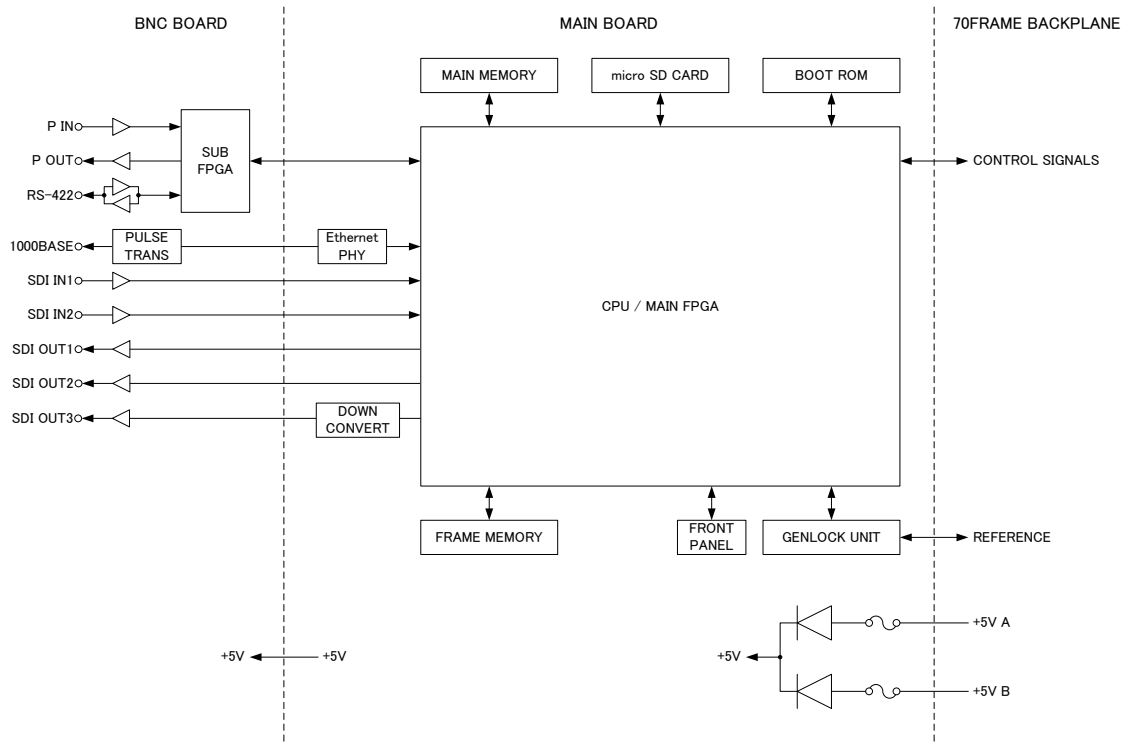 BNC BOARD
MAIN BOARD
70FRAME BACKPLANE
MAIN MEMORY
micro SD CARD
BOOT ROM
P IN
P OUT
RS-422
SUB
FPGA
CONTROL SIGNALS
1000BASE
PULSE
TRANS
Ethernet
PHY
SDI IN1
SDI IN2
SDI OUT1
SDI OUT2
SDI OUT3
DOWN
CONVERT
CPU / MAIN FPGA
FRAME MEMORY
FRONT
PANEL
GENLOCK UNIT
REFERENCE
+5V
+5V
+5V
+5V A
+5V B